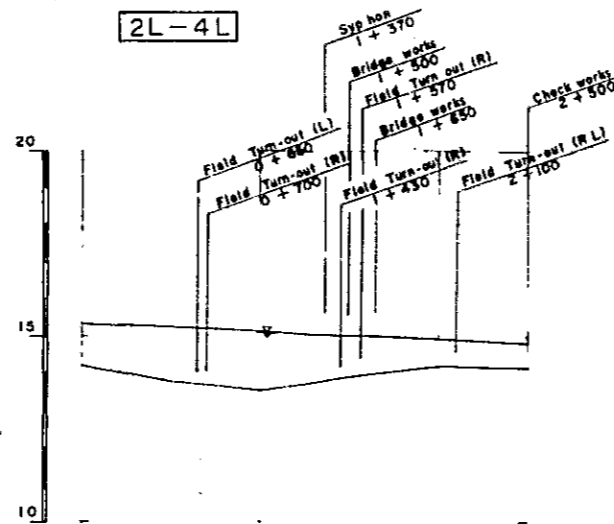 2L-4L
Syphon
1 + 370
Bridge works
1 + 500
Field Turn out (R)
1 + 570
Bridge works
1 + 650
Check works
2 + 500
Field Turn-out (L)
0 + 660
Field Turn-out (R)
0 + 700
Field Turn-out (R)
1 + 430
Field Turn-out (R L)
2 + 100
20
15
10